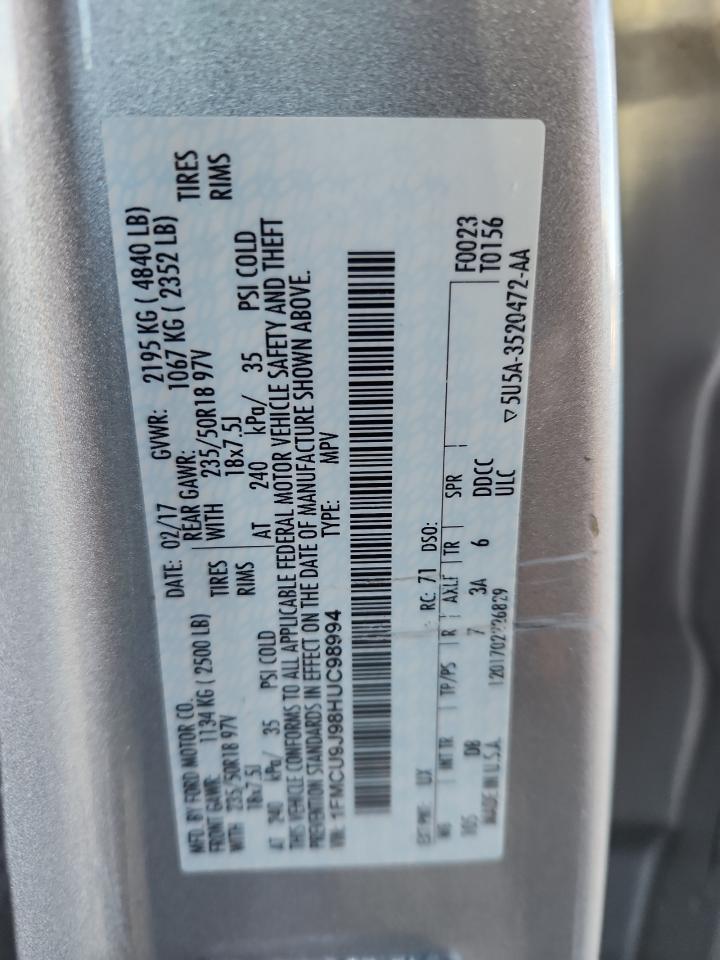 MFD. BY FORD MOTOR CO. DATE: 02/17 GVWR: 2195 KG ( 4840 LB)
FRONT GAWR: 1134 KG ( 2500 LB) REAR GAWR: 1067 KG ( 2352 LB)
WITH 235/50R18 97V TIRES WITH 235/50R18 97V TIRES
18x7.5J RIMS 18x7.5J RIMS
AT 240 kPa/ 35 PSI COLD AT 240 kPa/ 35 PSI COLD
THIS VEHICLE CONFORMS TO ALL APPLICABLE FEDERAL MOTOR VEHICLE SAFETY AND THEFT
PREVENTION STANDARDS IN EFFECT ON THE DATE OF MANUFACTURE SHOWN ABOVE.
VIN: 1FMCU9J98HUC98994 TYPE: MPV
EXT PNT: UX RC: 71 DSO:
WB INT TR TP/PS R AXLE TR SPR F0023
105 DB 7 3A 6 DDCC T0156
ULC
MADE IN U.S.A. ▽5U5A-3520472-AA